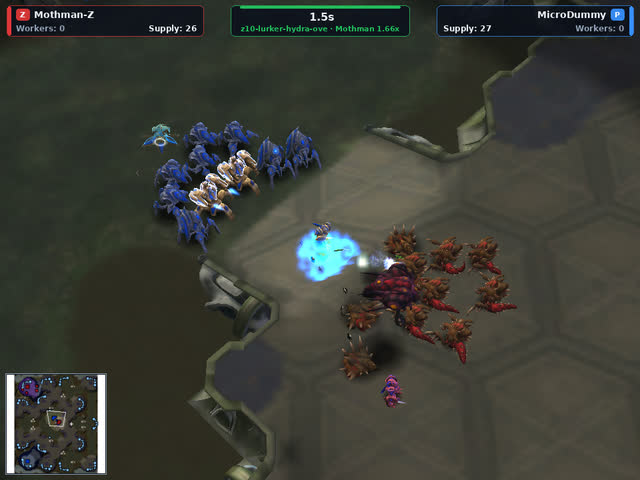 Z Mothman-Z
Workers: 0 Supply: 26
1.5s
z10-lurker-hydra-ove · Mothman 1.66x
MicroDummy P
Supply: 27 Workers: 0